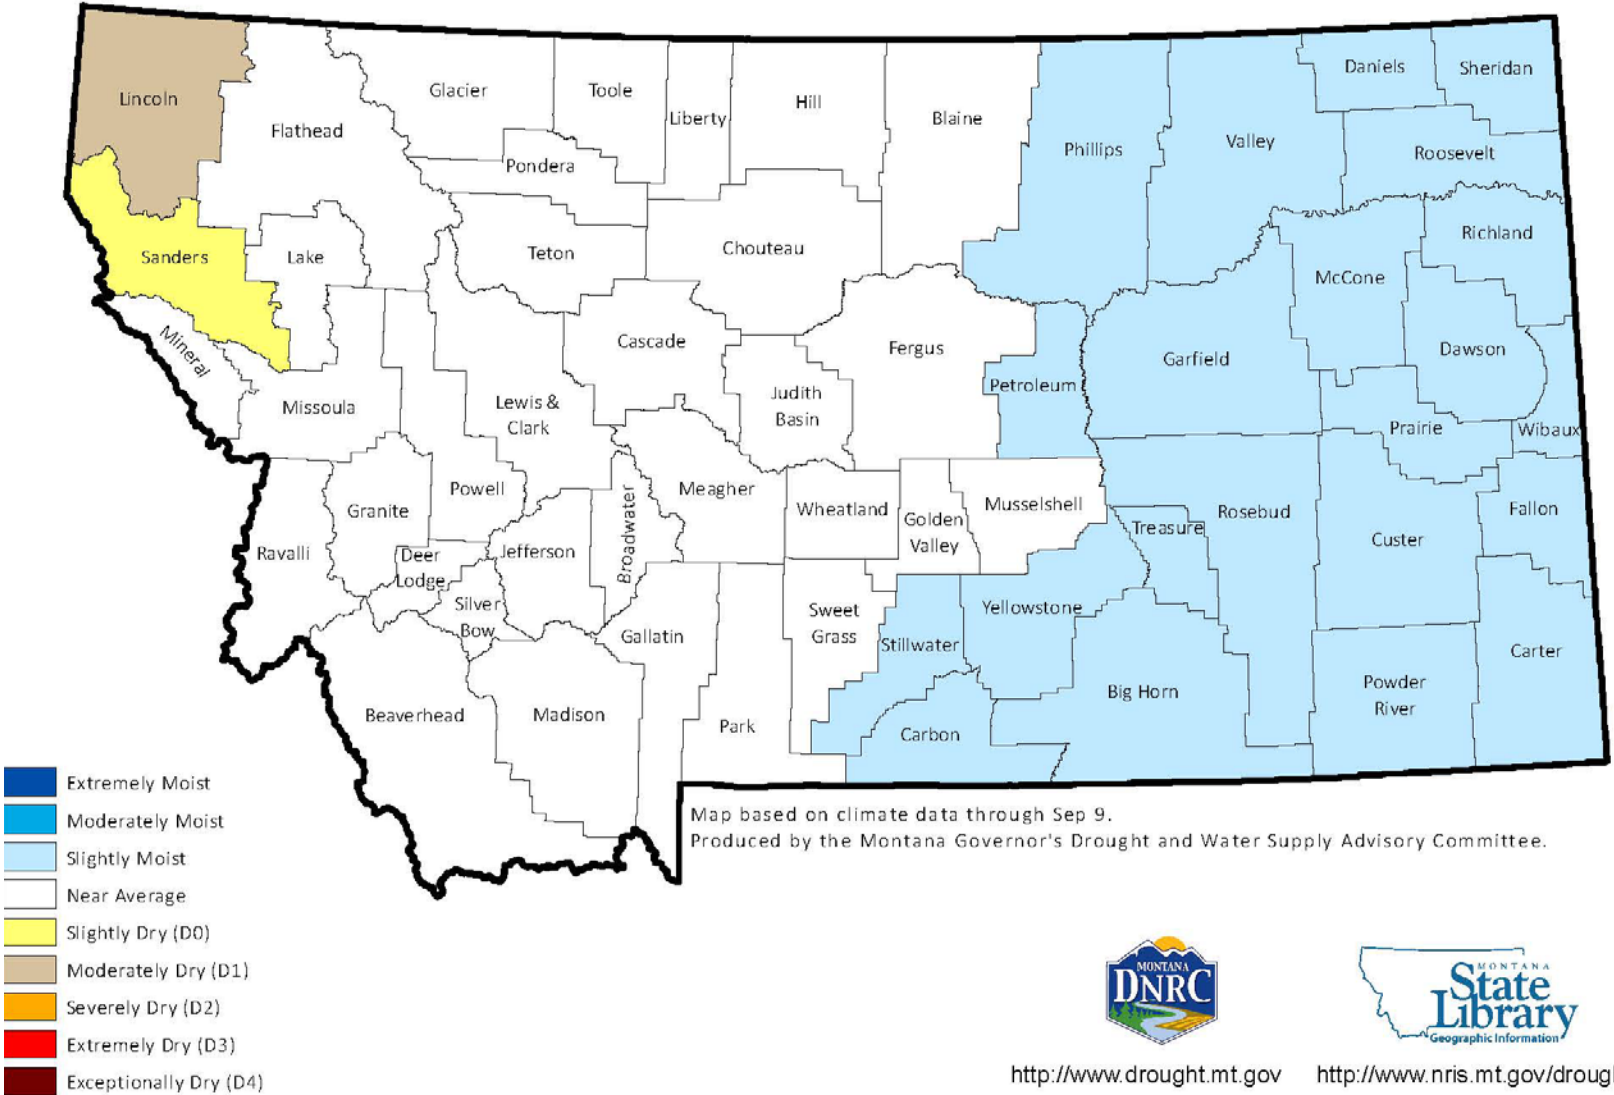 Lincoln
Flathead
Glacier
Toole
Liberty
Hill
Blaine
Phillips
Valley
Daniels
Sheridan
Roosevelt
Pondera
Sanders
Lake
Teton
Chouteau
Richland
McCone
Mineral
Missoula
Lewis &
Clark
Cascade
Judith
Basin
Fergus
Petroleum
Garfield
Dawson
Prairie
Wibaux
Ravalli
Granite
Powell
Deer
Lodge
Silver
Bow
Jefferson
Broadwater
Meagher
Wheatland
Golden
Valley
Musselshell
Treasure
Rosebud
Custer
Fallon
Beaverhead
Madison
Gallatin
Park
Sweet
Grass
Stillwater
Yellowstone
Carbon
Big Horn
Powder
River
Carter
Extremely Moist
Moderately Moist
Slightly Moist
Near Average
Slightly Dry (D0)
Moderately Dry (D1)
Severely Dry (D2)
Extremely Dry (D3)
Exceptionally Dry (D4)
Map based on climate data through Sep 9.
Produced by the Montana Governor's Drought and Water Supply Advisory Committee.
MONTANA
DNRC
MONTANA
State
Library
Geographic Information
http://www.drought.mt.gov
http://www.nris.mt.gov/droug